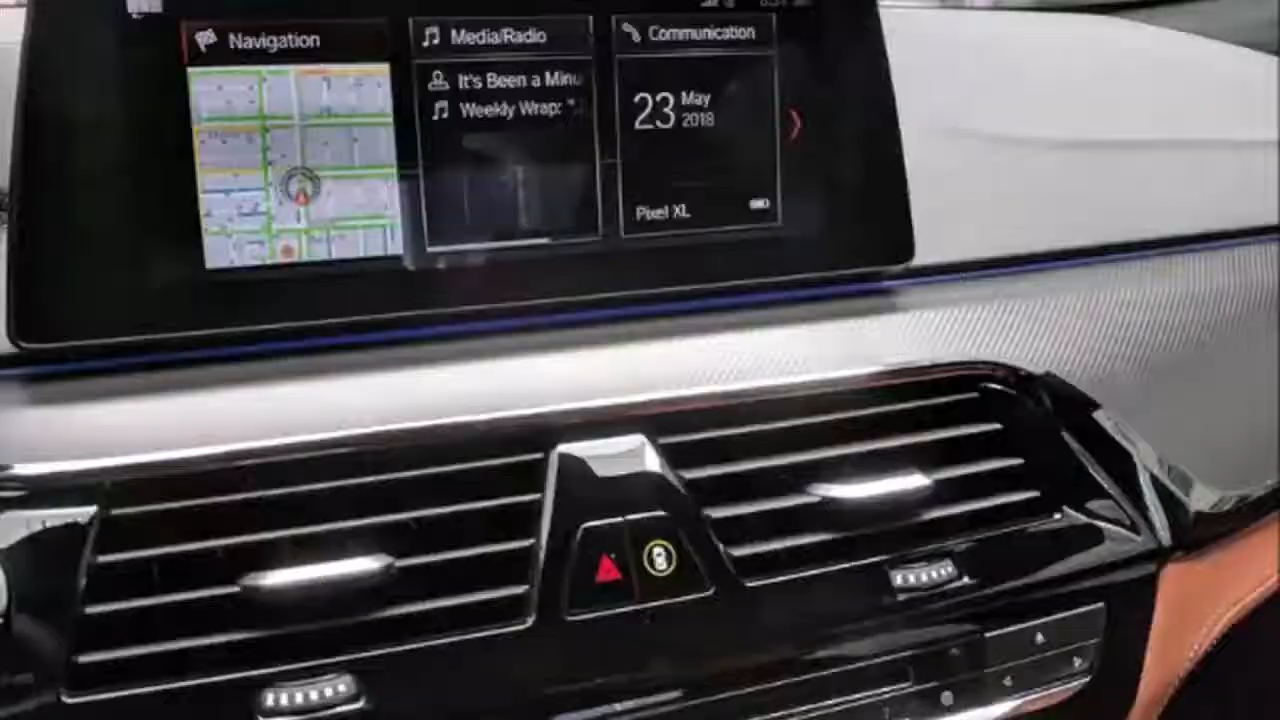 Navigation
Media/Radio
Communication
It's Been a Minu
Weekly Wrap: "
23 May
2018
Pixel XL